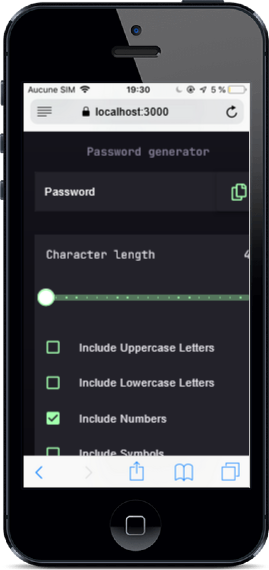 Aucune SIM 19:30 5 %
localhost:3000
Password generator
Password
Character length 4
Include Uppercase Letters
Include Lowercase Letters
Include Numbers
Include Symbols